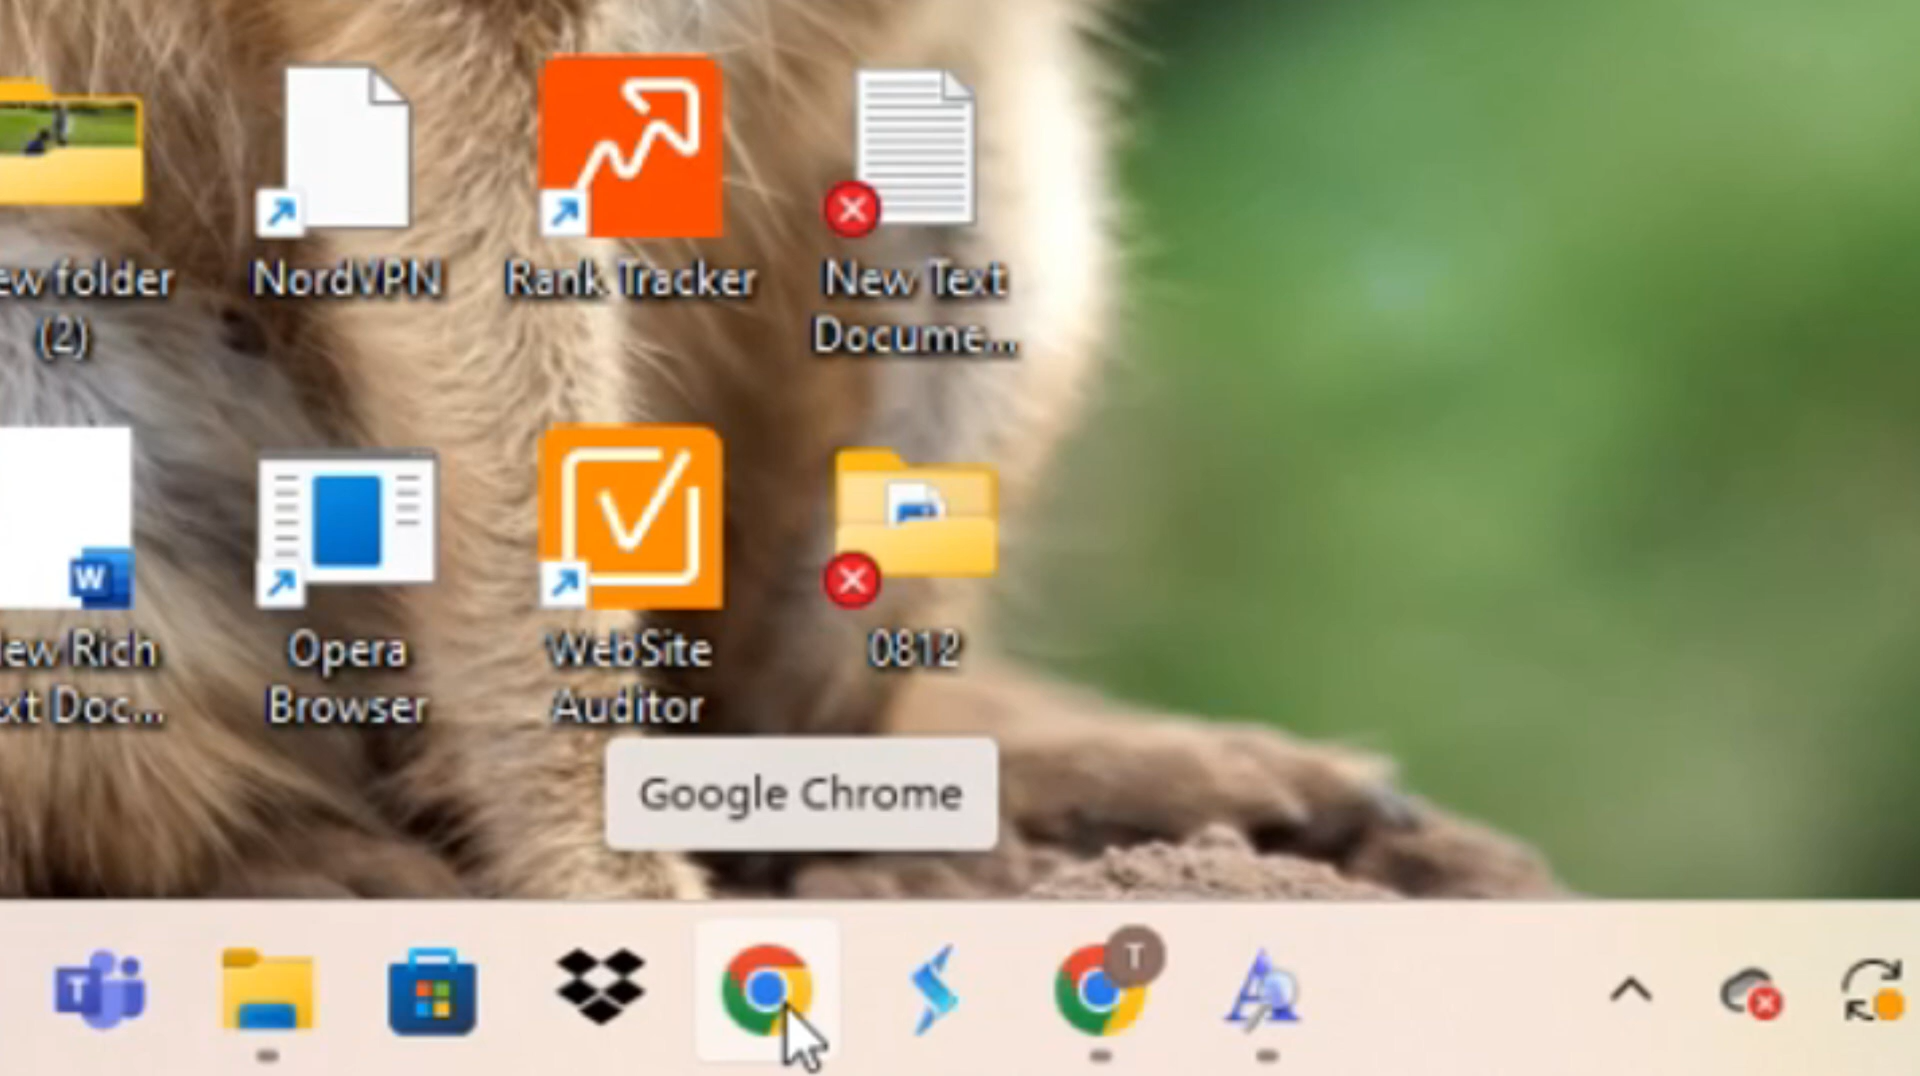 ew folder
(2)
NordVPN
Rank Tracker
New Text
Docume...
W
ew Rich
xt Doc...
Opera
Browser
WebSite
Auditor
0812
Google Chrome
T
T